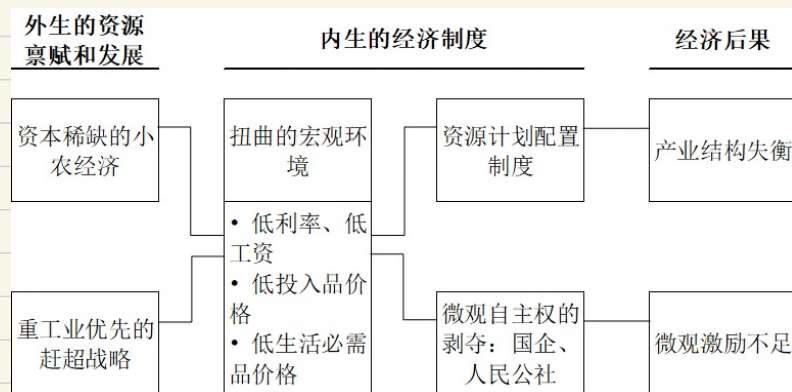 外生的资源
禀赋和发展
内生的经济制度
经济后果
资本稀缺的小
农经济
扭曲的宏观环
境
资源计划配置
制度
产业结构失衡
• 低利率、低
工资
• 低投入品价
格
• 低生活必需
品价格
重工业优先的
赶超战略
微观自主权的
剥夺：国企、
人民公社
微观激励不足